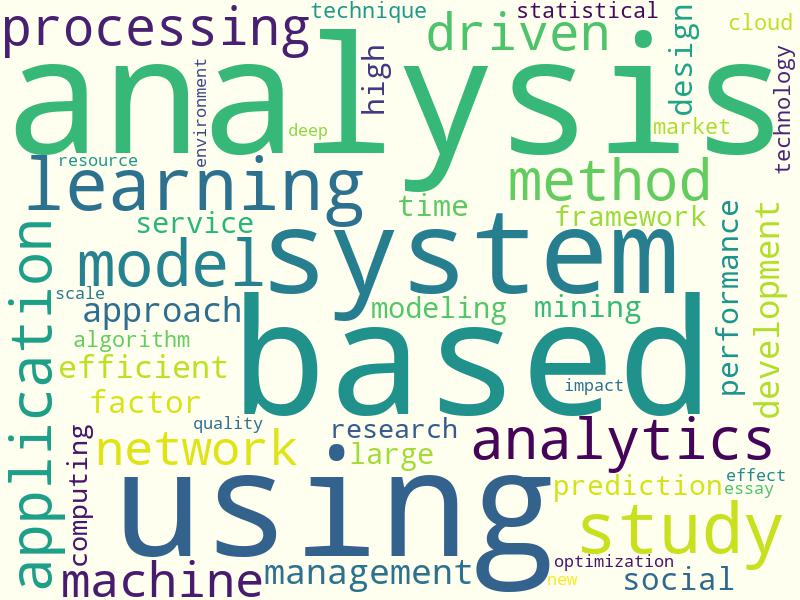 processing
technique
statistical
cloud
driven
high
design
technology
analysis
environment
deep
market
resource
learning
method
time
service
framework
system
model
performance
development
application
scale
approach
modeling
mining
based
algorithm
efficient
impact
factor
quality
research
analytics
computing
network
large
using
prediction
effect
essay
study
machine
management
optimization
new
social